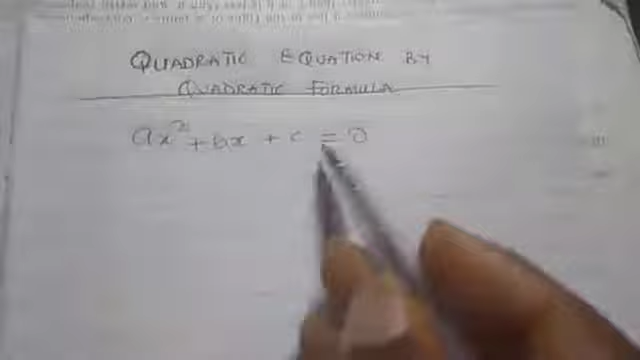 QUADRATIC EQUATION BY
QUADRATIC FORMULA
ax² + bx + c = 0